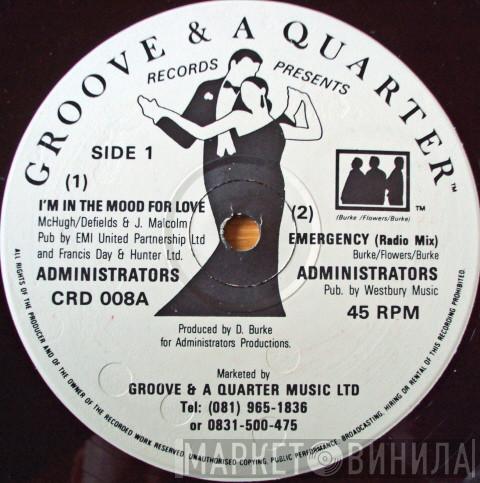 GROOVE & A QUARTER™
RECORDS PRESENTS
SIDE 1
(1)
I'M IN THE MOOD FOR LOVE
McHugh/Defields & J. Malcolm
Pub by EMI United Partnership Ltd
and Francis Day & Hunter Ltd.
ADMINISTRATORS
CRD 008A
TM
(Burke /Flowers/Burke)
(2)
EMERGENCY (Radio Mix)
Burke/Flowers/Burke
ADMINISTRATORS
Pub. by Westbury Music
45 RPM
Produced by D. Burke
for Administrators Productions.
Marketed by
GROOVE & A QUARTER MUSIC LTD
Tel: (081) 965-1836
or 0831-500-475
ALL RIGHTS OF THE PRODUCER AND OF THE OWNER OF THE RECORDED WORK RESERVED. UNAUTHORISED COPYING, PUBLIC PERFORMANCE, BROADCASTING, HIRING OR RENTAL OF THIS RECORDING PROHIBITED.
МАРКЕТ ВИНИЛА